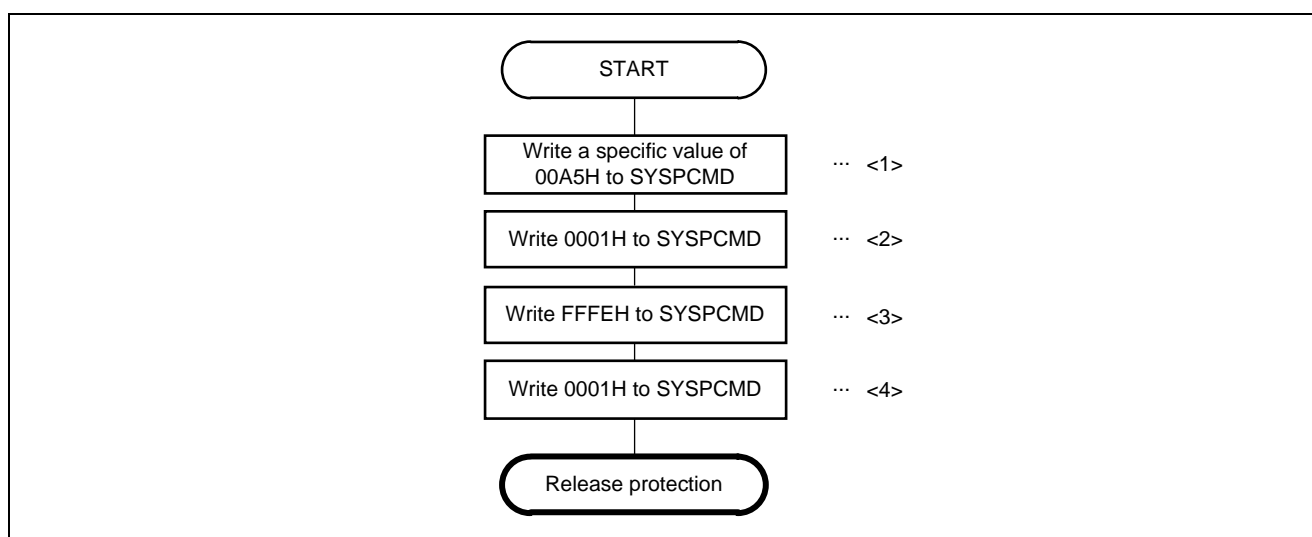 START
Write a specific value of
00A5H to SYSPCMD
... <1>
Write 0001H to SYSPCMD
... <2>
Write FFFEH to SYSPCMD
... <3>
Write 0001H to SYSPCMD
... <4>
Release protection